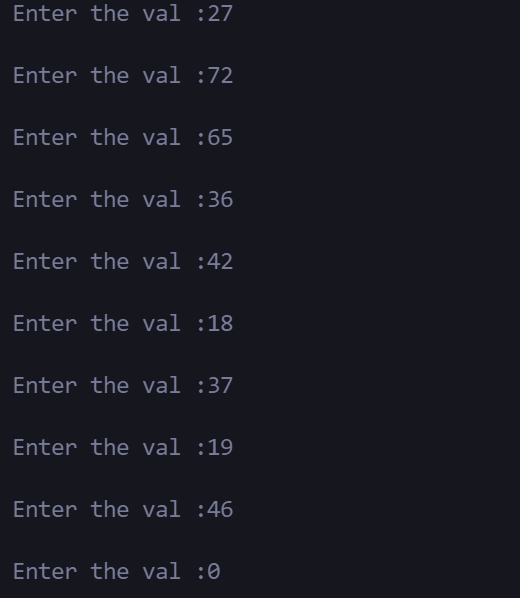 Enter the val :27
Enter the val :72
Enter the val :65
Enter the val :36
Enter the val :42
Enter the val :18
Enter the val :37
Enter the val :19
Enter the val :46
Enter the val :0